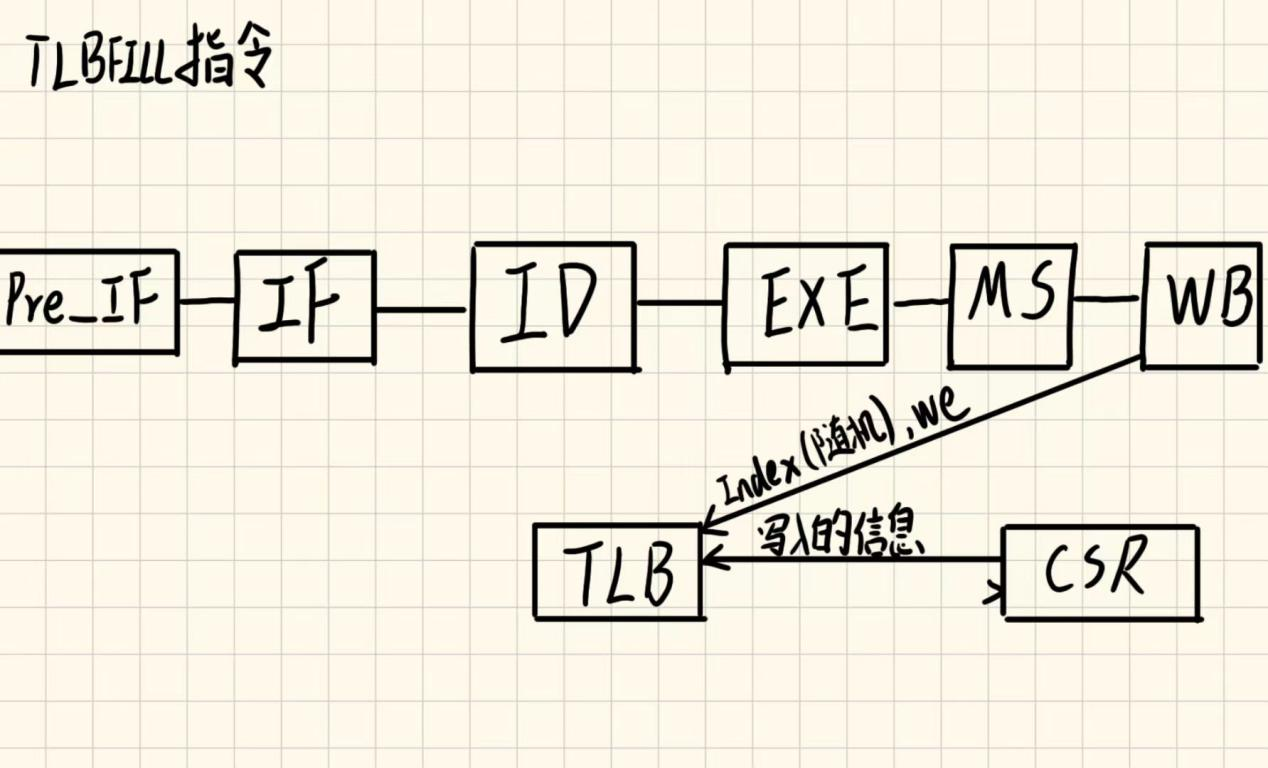 TLBFILL指令
Pre_IF
IF
ID
EXE
MS
WB
Index(随机),we
写入的信息
TLB
CSR